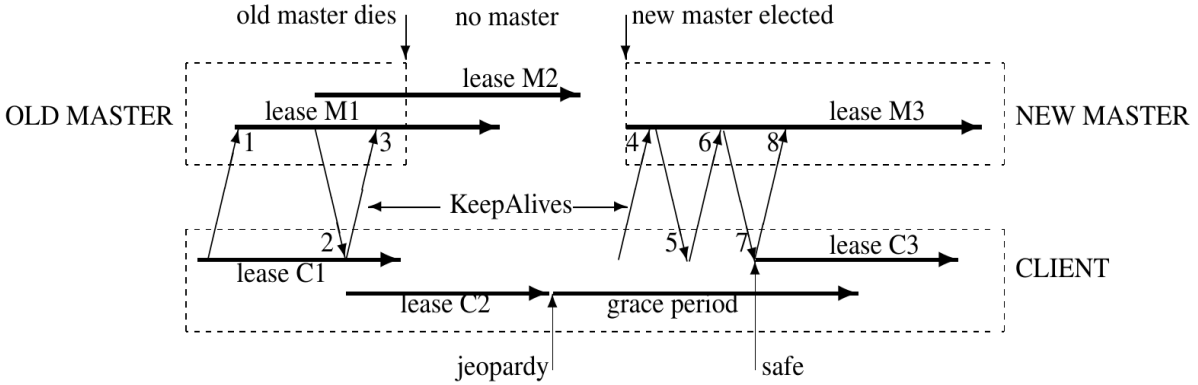 old master dies
no master
new master elected
lease M2
OLD MASTER
lease M1
lease M3
NEW MASTER
1
3
4
6
8
KeepAlives
2
5
7
lease C1
lease C3
CLIENT
lease C2
grace period
jeopardy
safe